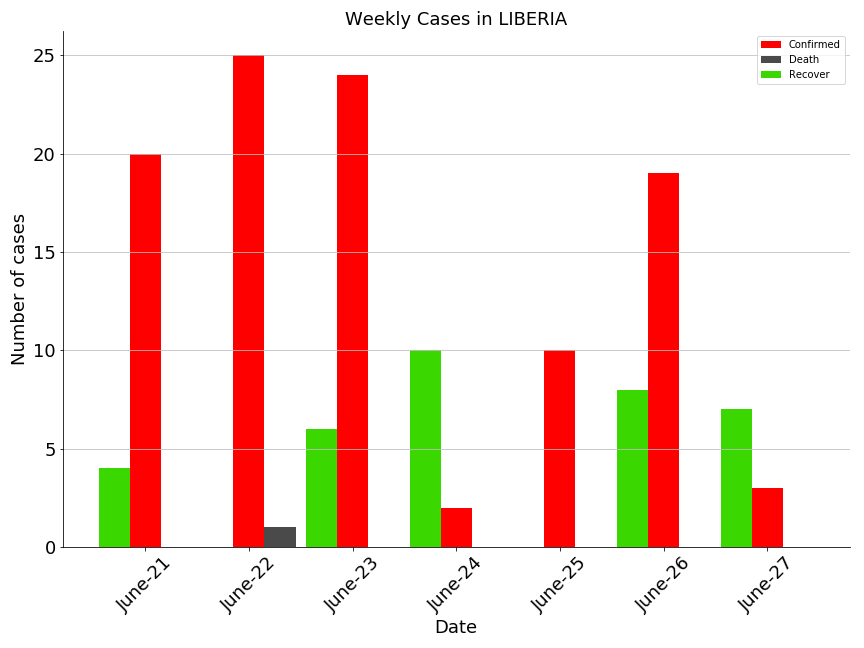 Weekly Cases in LIBERIA
Confirmed
Death
Recover
25
20
15
10
5
0
Number of cases
June-21
June-22
June-23
June-24
June-25
June-26
June-27
Date